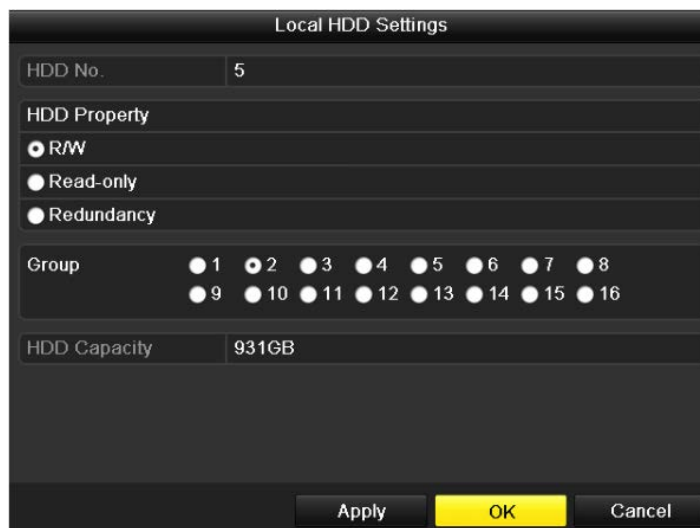 Local HDD Settings
HDD No. 5
HDD Property
R/W
Read-only
Redundancy
Group 1 2 3 4 5 6 7 8
9 10 11 12 13 14 15 16
HDD Capacity 931GB
Apply OK Cancel